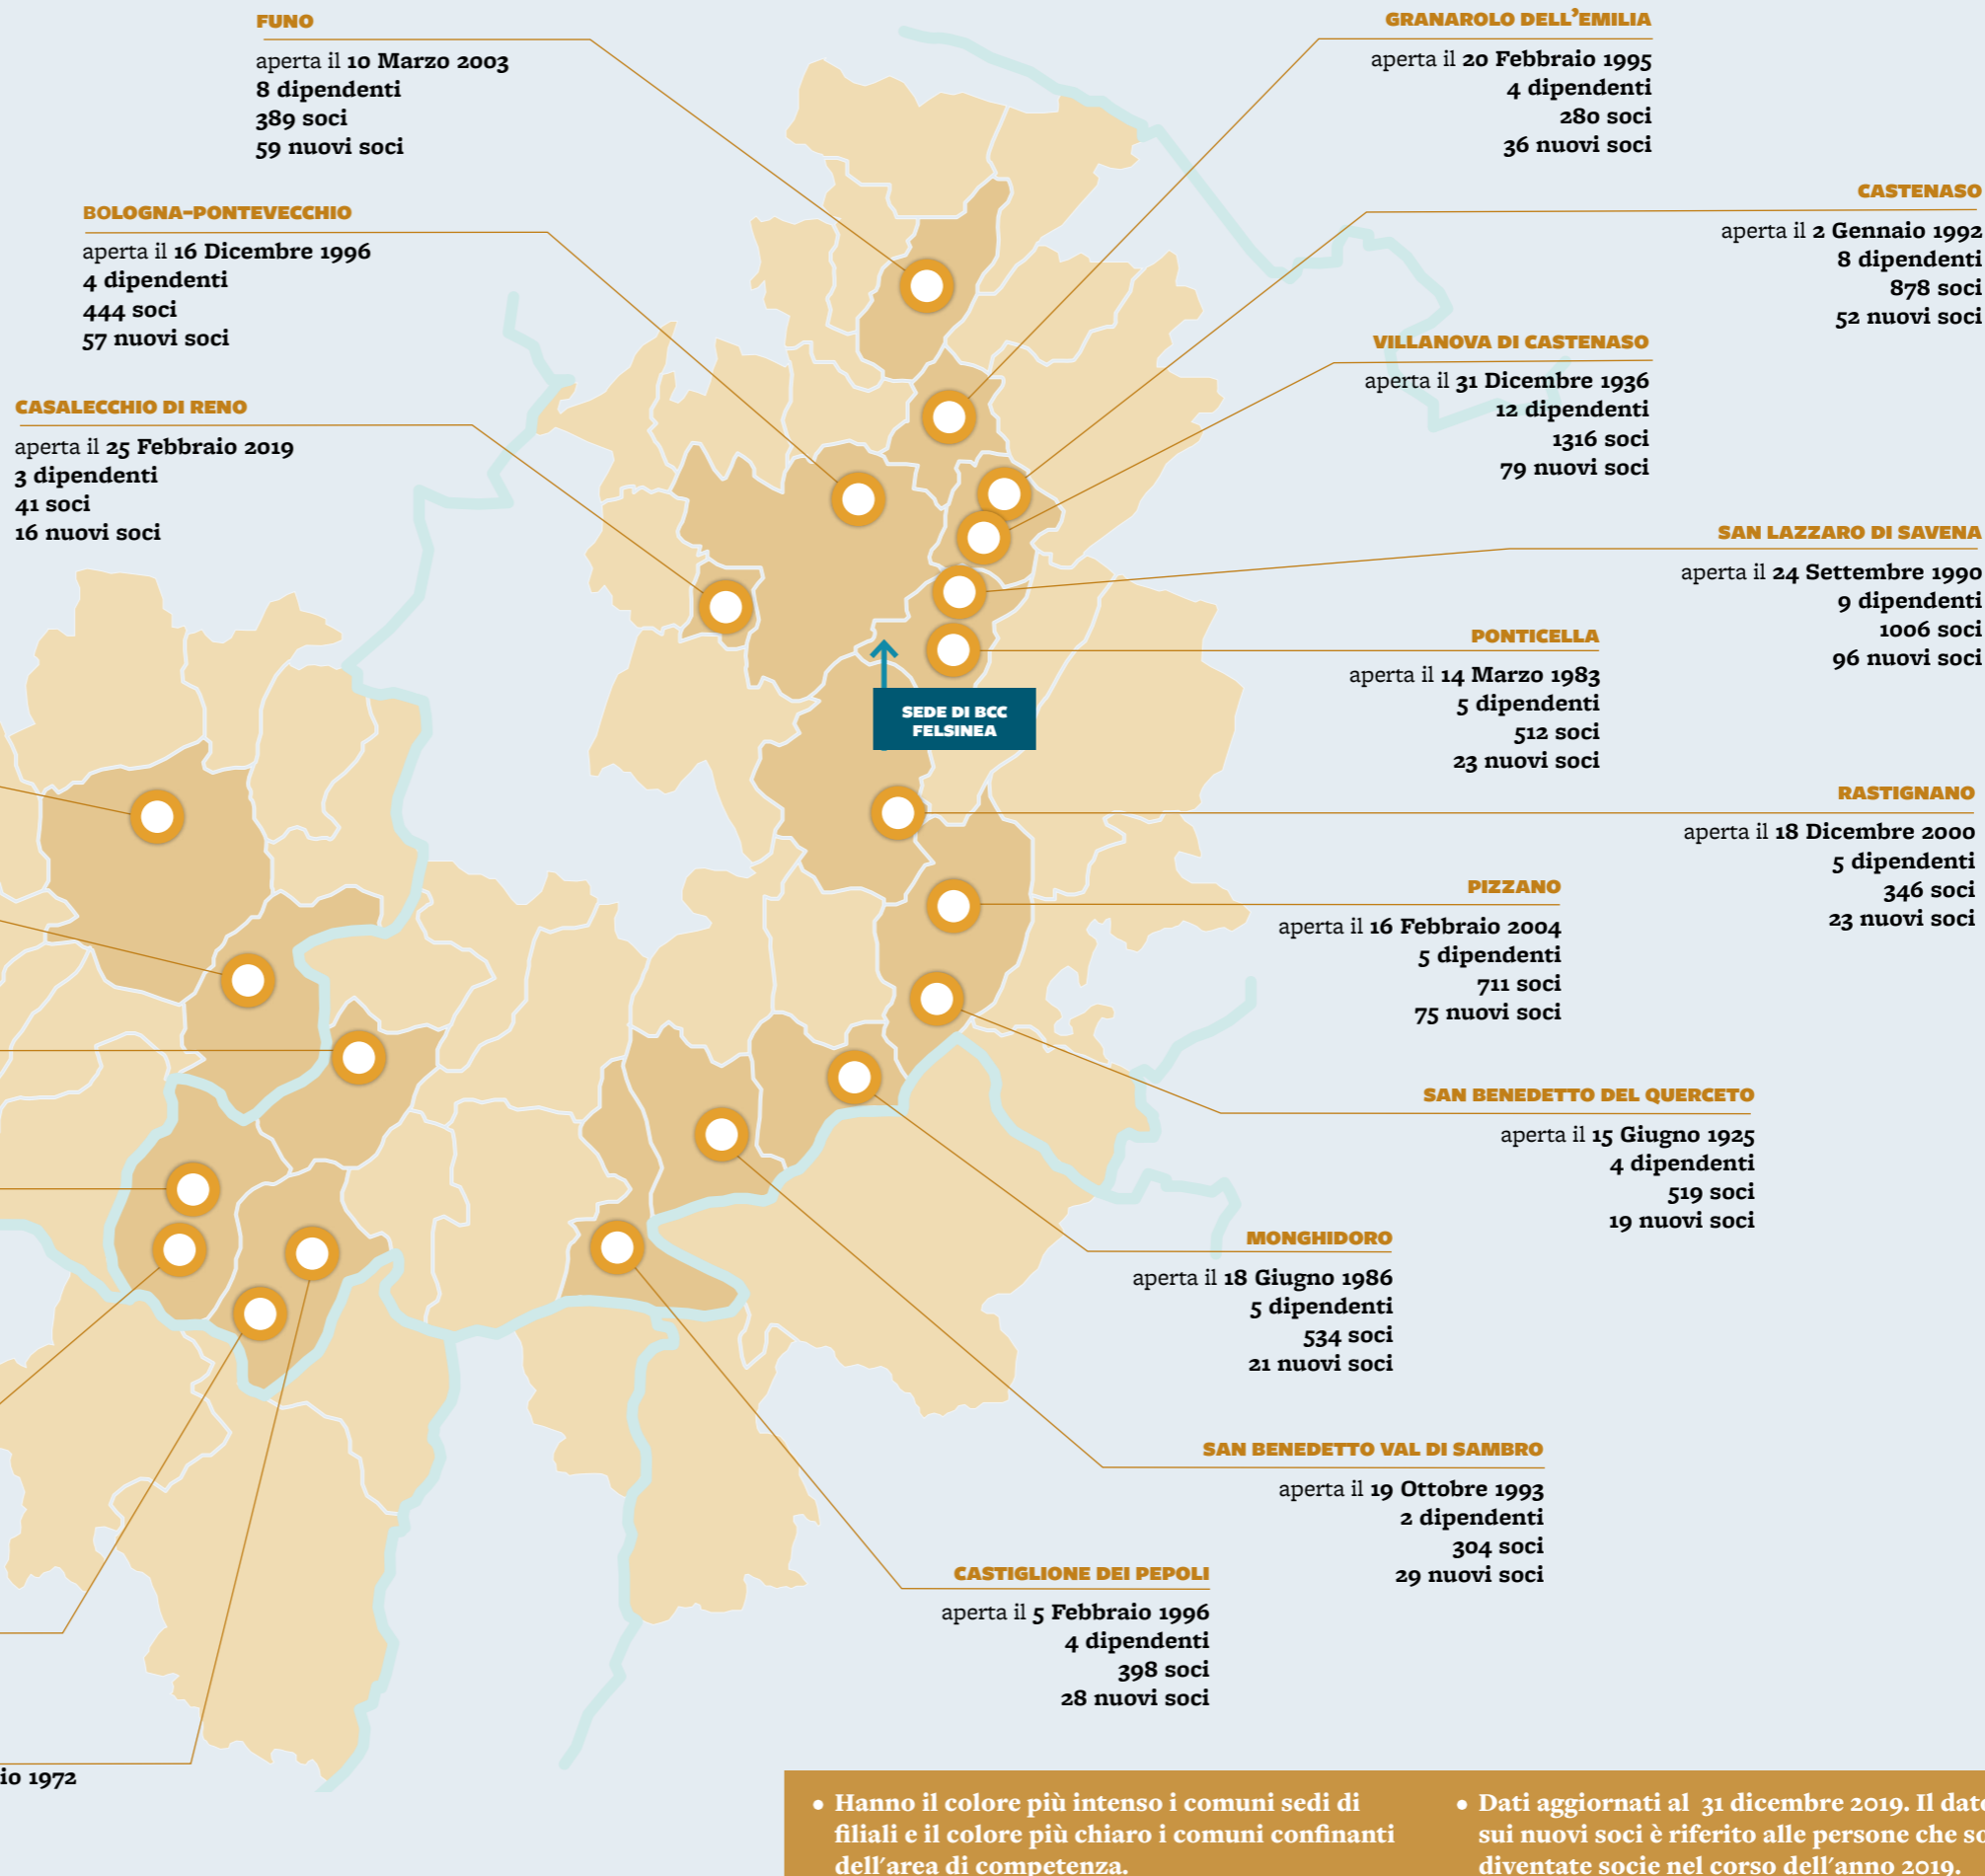 FUNO
aperta il 10 Marzo 2003
8 dipendenti
389 soci
59 nuovi soci
GRANAROLO DELL'EMILIA
aperta il 20 Febbraio 1995
4 dipendenti
280 soci
36 nuovi soci
BOLOGNA-PONTEVECCHIO
aperta il 16 Dicembre 1996
4 dipendenti
444 soci
57 nuovi soci
CASTENASO
aperta il 2 Gennaio 1992
8 dipendenti
878 soci
52 nuovi soci
VILLANOVA DI CASTENASO
aperta il 31 Dicembre 1936
12 dipendenti
1316 soci
79 nuovi soci
CASALECCHIO DI RENO
aperta il 25 Febbraio 2019
3 dipendenti
41 soci
16 nuovi soci
SAN LAZZARO DI SAVENA
aperta il 24 Settembre 1990
9 dipendenti
1006 soci
96 nuovi soci
PONTICELLA
aperta il 14 Marzo 1983
5 dipendenti
512 soci
23 nuovi soci
SEDE DI BCC
FELSINEA
RASTIGNANO
aperta il 18 Dicembre 2000
5 dipendenti
346 soci
23 nuovi soci
PIZZANO
aperta il 16 Febbraio 2004
5 dipendenti
711 soci
75 nuovi soci
SAN BENEDETTO DEL QUERCETO
aperta il 15 Giugno 1925
4 dipendenti
519 soci
19 nuovi soci
MONGHIDORO
aperta il 18 Giugno 1986
5 dipendenti
534 soci
21 nuovi soci
SAN BENEDETTO VAL DI SAMBRO
aperta il 19 Ottobre 1993
2 dipendenti
304 soci
29 nuovi soci
CASTIGLIONE DEI PEPOLI
aperta il 5 Febbraio 1996
4 dipendenti
398 soci
28 nuovi soci
io 1972
• Hanno il colore più intenso i comuni sedi di
filiali e il colore più chiaro i comuni confinanti
dell'area di competenza.
• Dati aggiornati al 31 dicembre 2019. Il dato
sui nuovi soci è riferito alle persone che so
diventate socie nel corso dell'anno 2019.